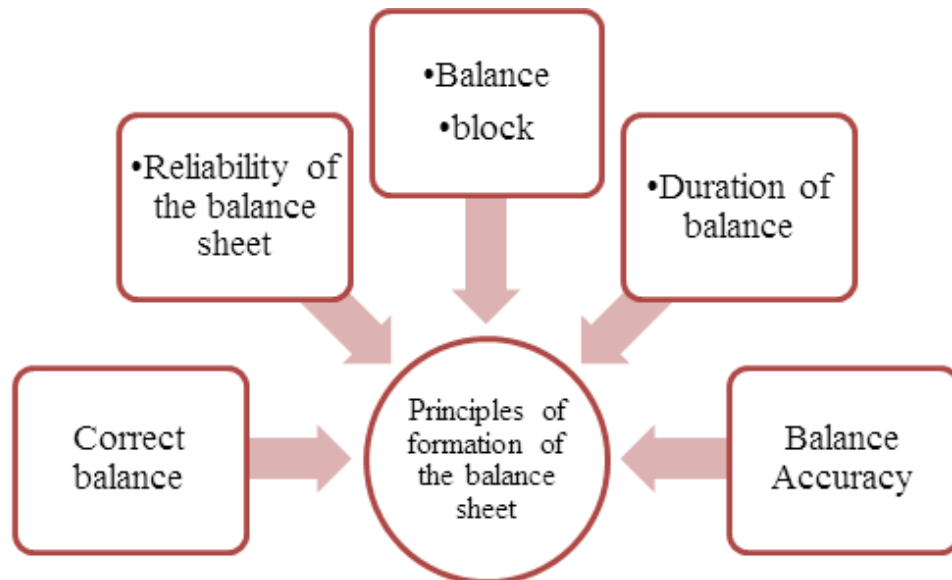 •Balance
•block
•Reliability of
the balance
sheet
•Duration of
balance
Correct
balance
Principles of
formation of
the balance
sheet
Balance
Accuracy